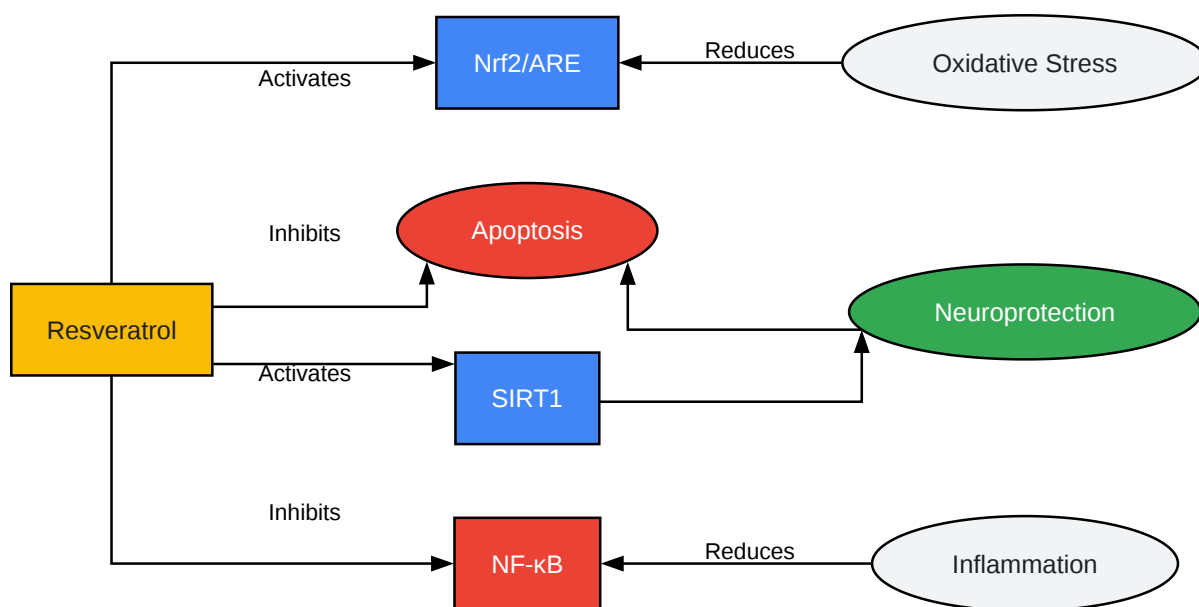 Nrf2/ARE
Reduces
Oxidative Stress
Activates
Inhibits
Apoptosis
Resveratrol
Neuroprotection
Activates
SIRT1
Inhibits
NF-κB
Reduces
Inflammation